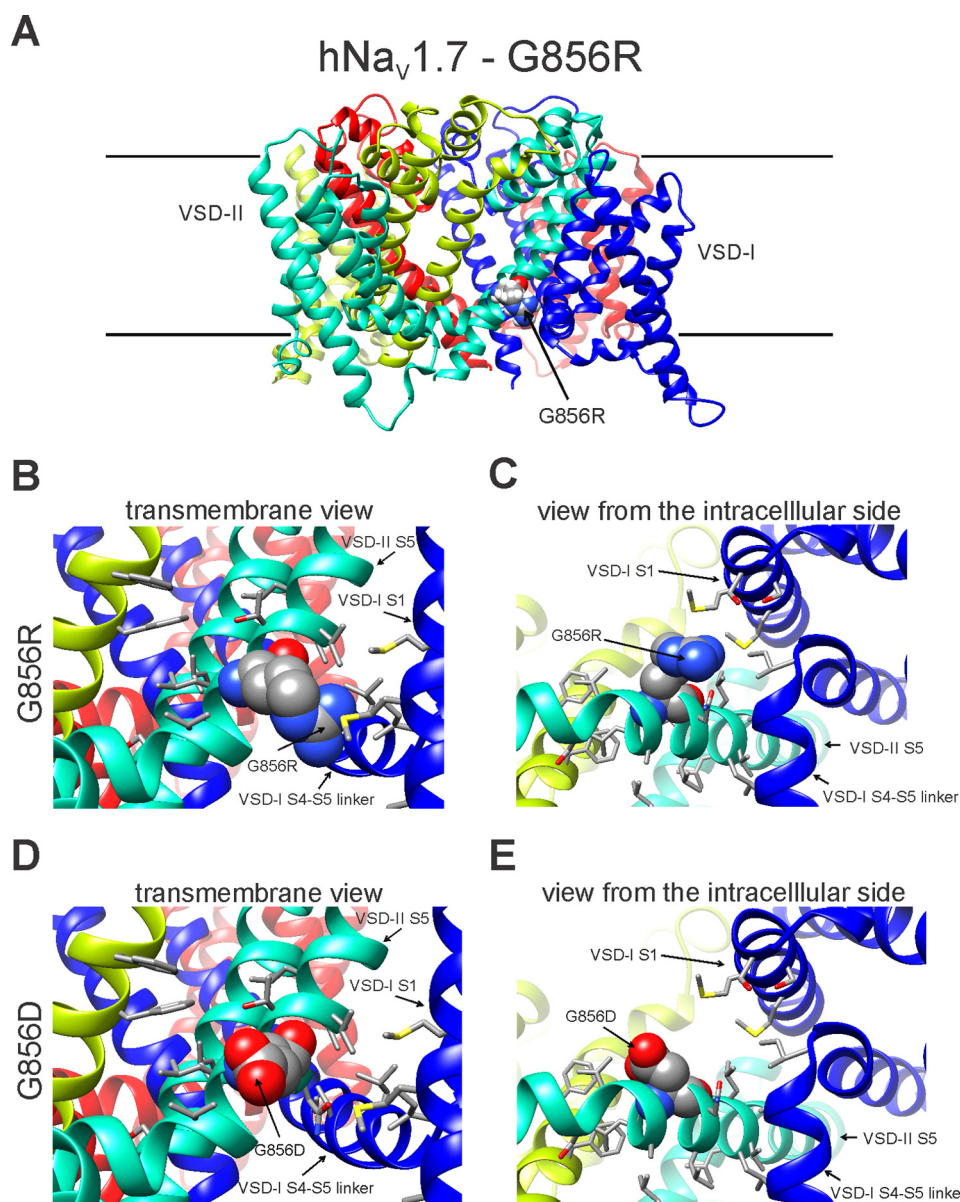 A
hNav1.7 - G856R
VSD-II
VSD-I
G856R
B
transmembrane view
VSD-II S5
VSD-I S1
G856R
G856R
VSD-I S4-S5 linker
C
view from the intracelllular side
VSD-I S1
G856R
VSD-II S5
VSD-I S4-S5 linker
D
transmembrane view
VSD-II S5
VSD-I S1
G856D
G856D
VSD-I S4-S5 linker
E
view from the intracelllular side
VSD-I S1
G856D
VSD-II S5
VSD-I S4-S5 linke